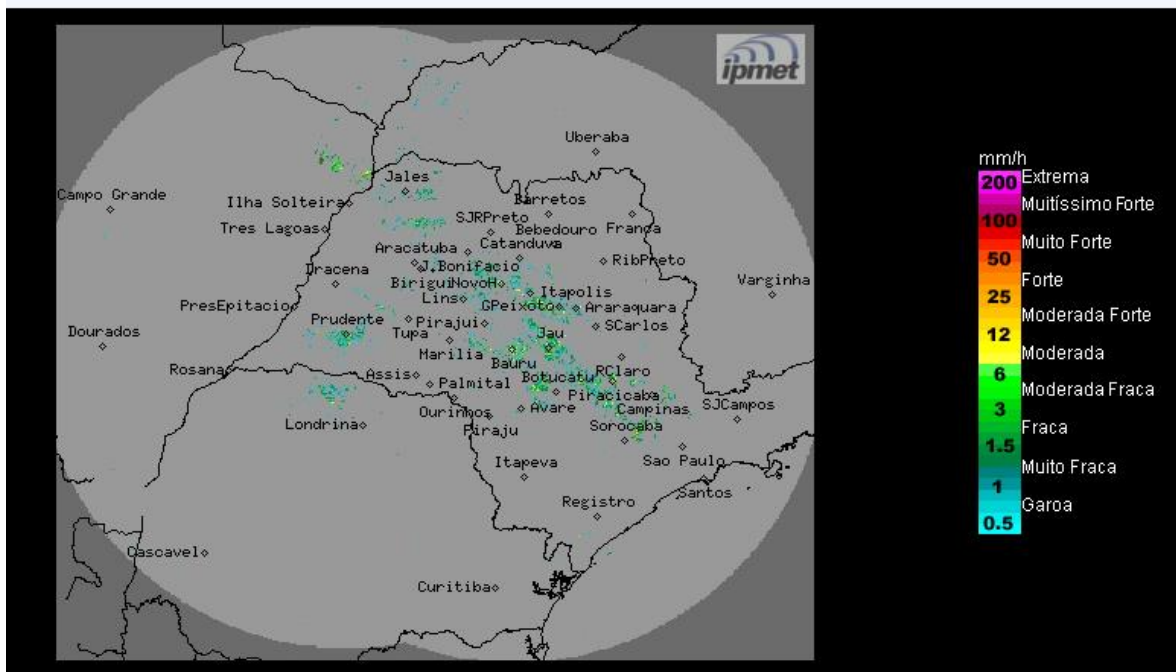 ipmet
Uberaba
Campo Grande
Jales
Ilha Solteira
Barretos
SJRPreto
Franca
Tres Lagoas
Bebedouro
Catanduva
Aracatuba
RibPreto
Dracena
J.Bonifacio
Varginha
Birigui
NovoH
Itapolis
Lins
PresEpitacio
GPeixoto
Araraquara
Prudente
Pirajui
SCarlos
Dourados
Tupa
Jau
Marilia
Bauru
Rosana
Assis
Botucatu
RClaro
Palmital
Piracicaba
Ourinhos
Avare
Campinas
SJCampos
Londrina
Piraju
Sorocaba
Itapeva
Sao Paulo
Santos
Registro
Cascavel
Curitiba
mm/h
200 Extrema
Muitíssimo Forte
100
Muito Forte
50
Forte
25
Moderada Forte
12
Moderada
6
Moderada Fraca
3
Fraca
1.5
Muito Fraca
1
Garoa
0.5